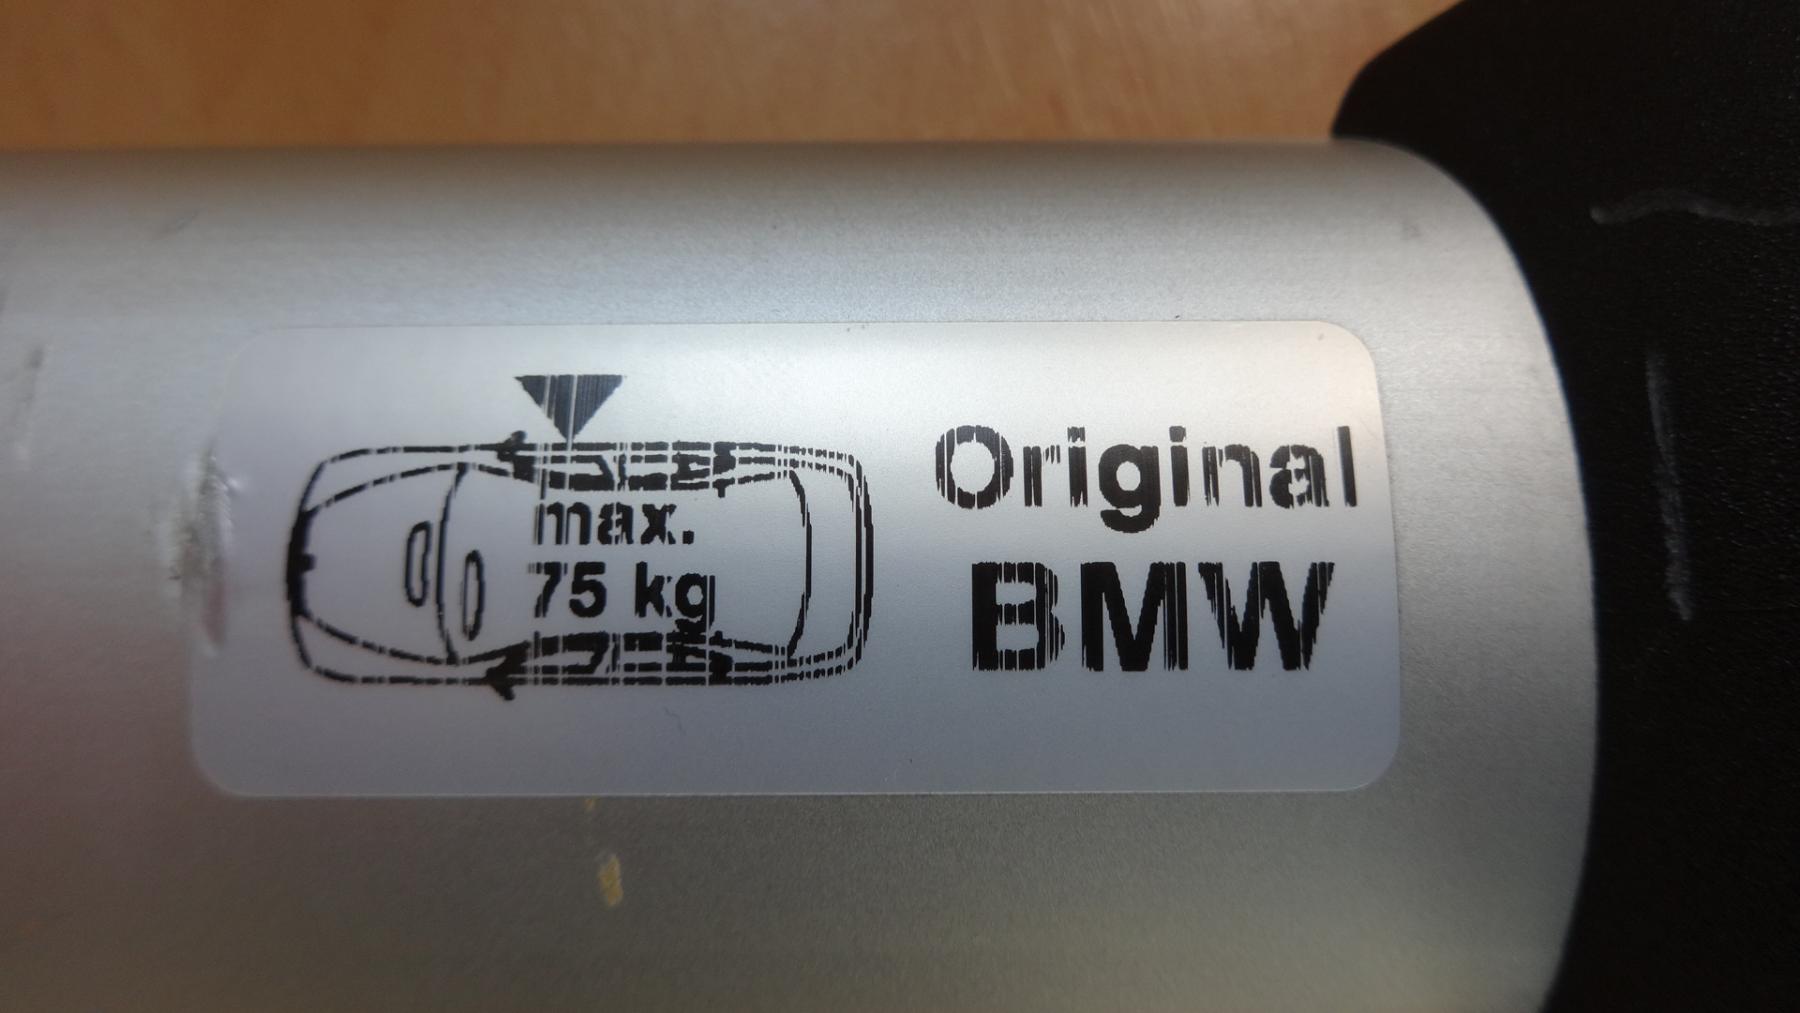 max.
75 kg
Original
BMW